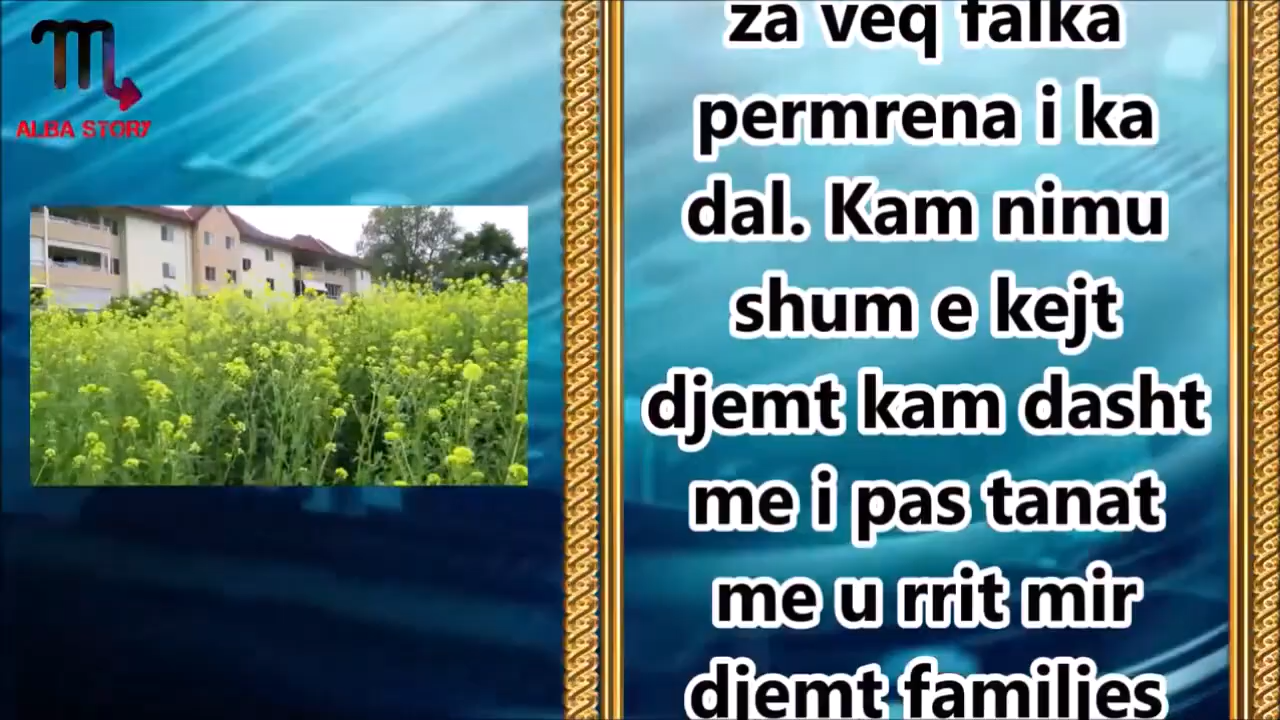 ALBA STORY
za veq falka
permrena i ka
dal. Kam nimu
shum e kejt
djemt kam dasht
me i pas tanat
me u rrit mir
djemt familjes